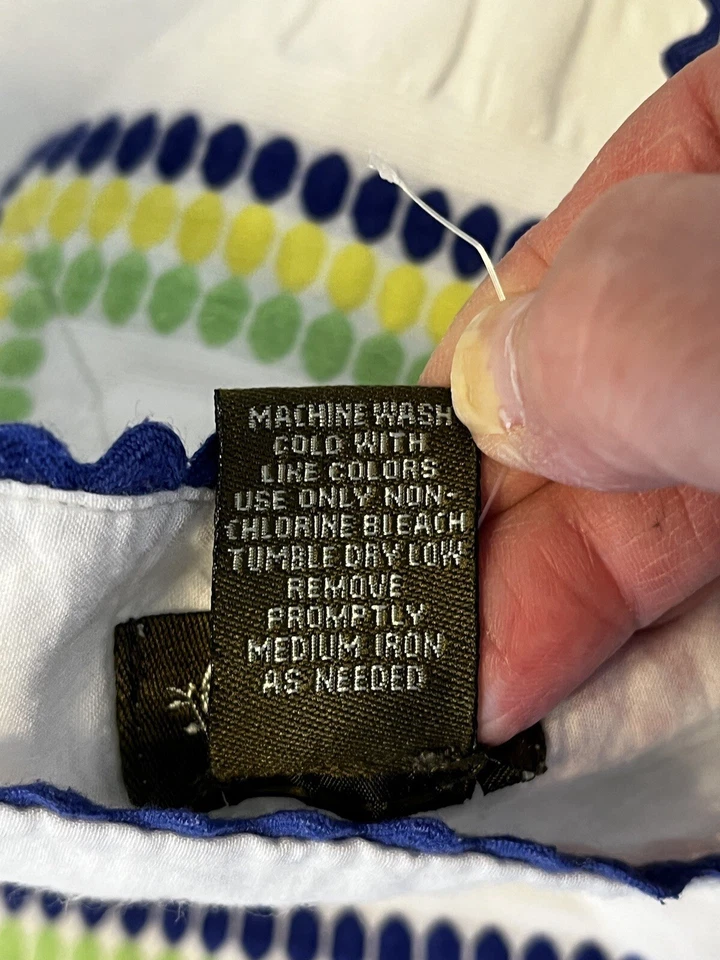 MACHINE WASH
COLD WITH
LIKE COLORS
USE ONLY NON-
CHLORINE BLEACH
TUMBLE DRY LOW
REMOVE
PROMPTLY
MEDIUM IRON
AS NEEDED